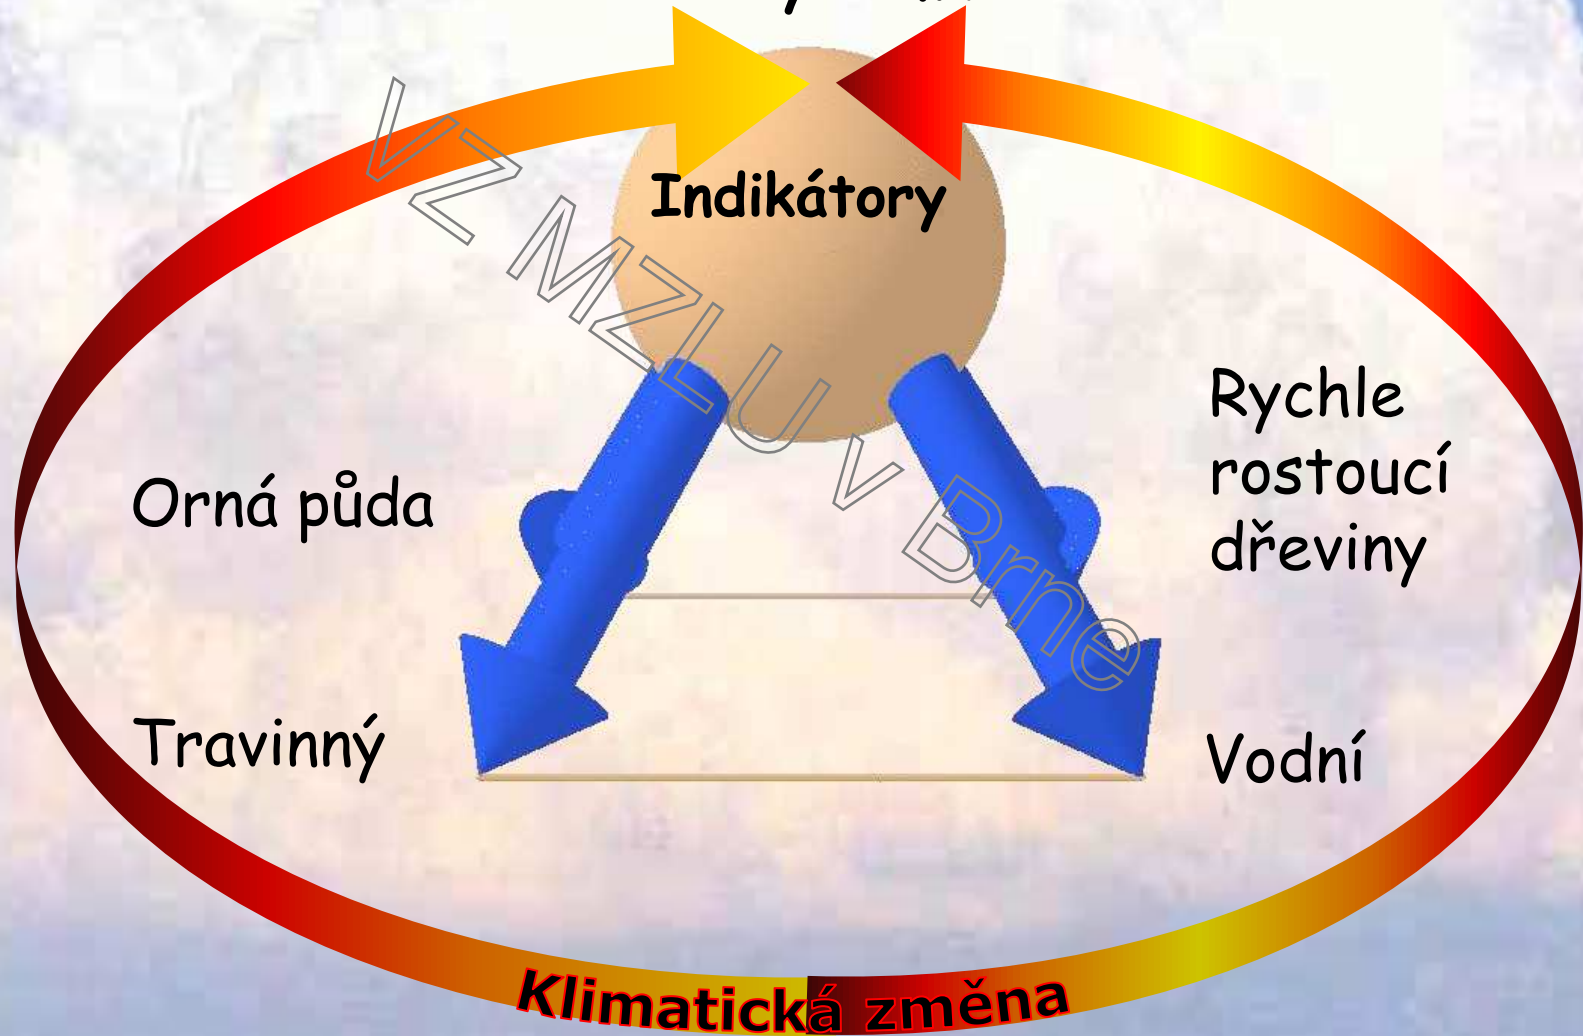 Indikátory
VZ MZLU v Brne
Rychle
rostoucí
dřeviny
Orná půda
Travinný
Vodní
Klimatická změna